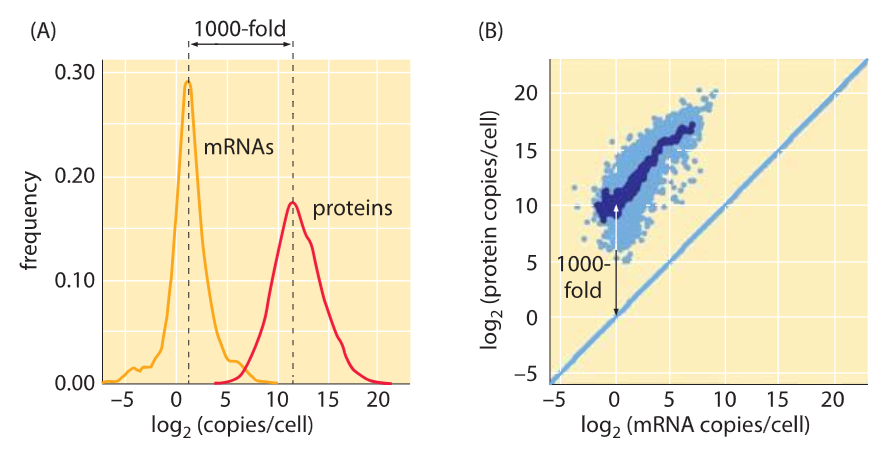 (A)
1000-fold
0.30
0.20
0.10
0.00
frequency
mRNAs
proteins
−5 0 5 10 15 20
log2 (copies/cell)
(B)
20
15
10
5
0
−5
log2 (protein copies/cell)
1000-
fold
−5 0 5 10 15 20
log2 (mRNA copies/cell)